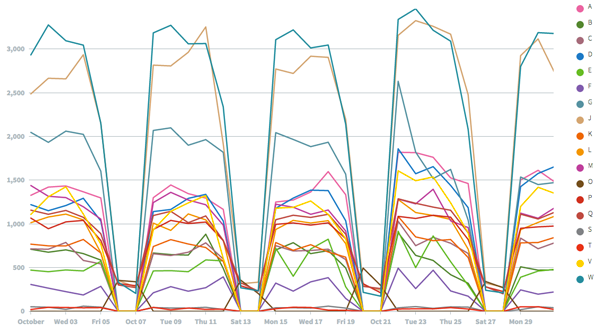 3,000
2,500
2,000
1,500
1,000
500
0
October Wed 03 Fri 05 Oct 07 Tue 09 Thu 11 Sat 13 Mon 15 Wed 17 Fri 19 Oct 21 Tue 23 Thu 25 Sat 27 Mon 29
A
B
C
D
E
F
G
J
K
L
M
O
P
Q
S
T
V
W